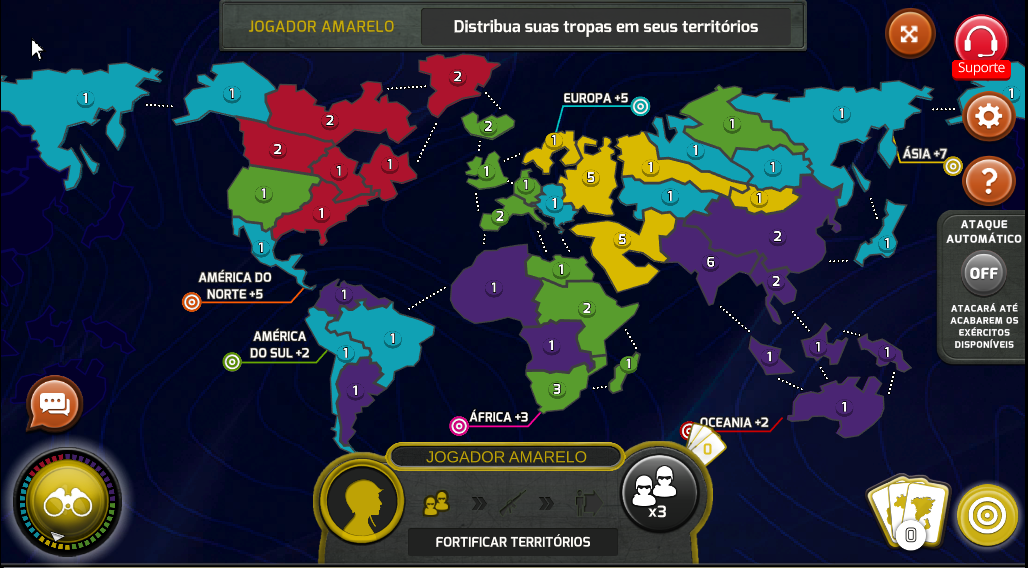 JOGADOR AMARELO
Distribua suas tropas em seus territórios
Suporte
EUROPA +5
ÁSIA +7
ATAQUE
AUTOMÁTICO
OFF
ATACARÁ ATÉ
ACABAREM OS
EXÉRCITOS
DISPONÍVEIS
AMÉRICA DO
NORTE +5
AMÉRICA
DO SUL +2
ÁFRICA +3
OCEANIA +2
1
1
2
2
2
1
1
1
1
1
2
1
1
2
1
1
5
1
1
1
1
1
1
1
1
5
2
6
2
1
1
1
1
1
1
1
2
1
3
1
1
1
1
1
?
0
JOGADOR AMARELO
x3
FORTIFICAR TERRITÓRIOS
0